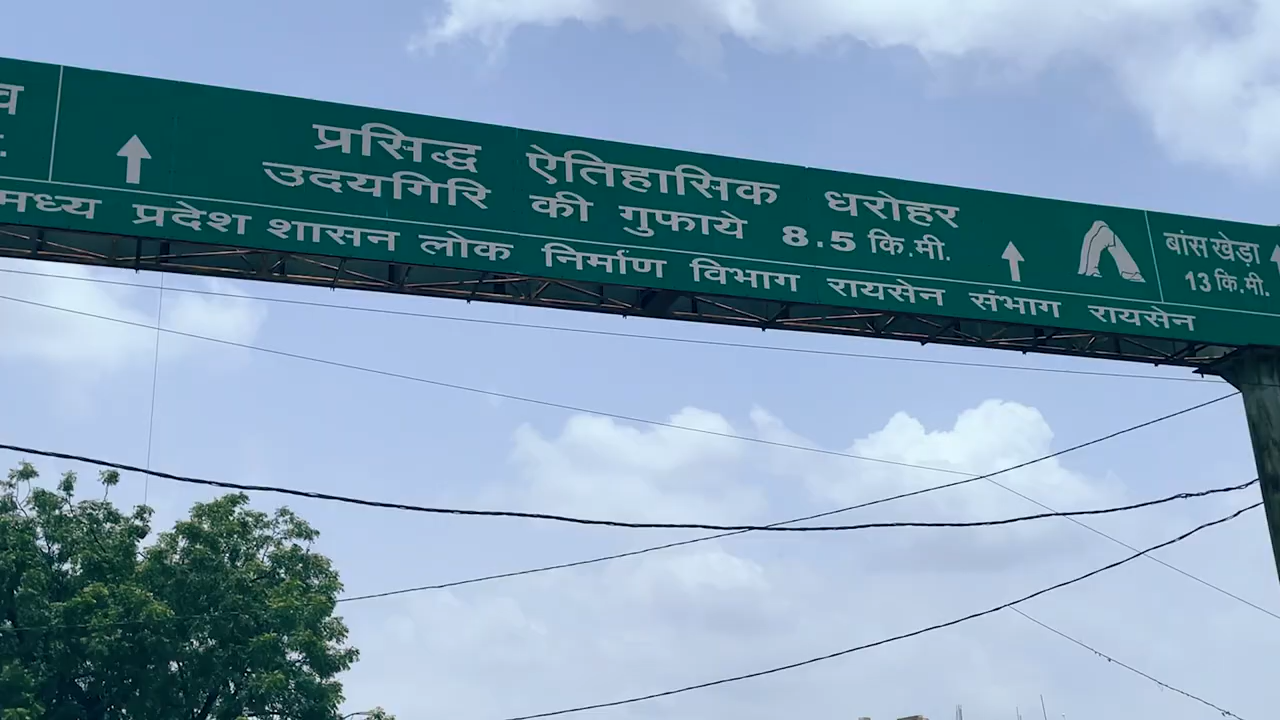 प्रसिद्ध ऐतिहासिक धरोहर
उदयगिरि की गुफाये 8.5 कि.मी.
बांसखेड़ा
13 कि.मी.
मध्य प्रदेश शासन लोक निर्माण विभाग रायसेन संभाग रायसेन